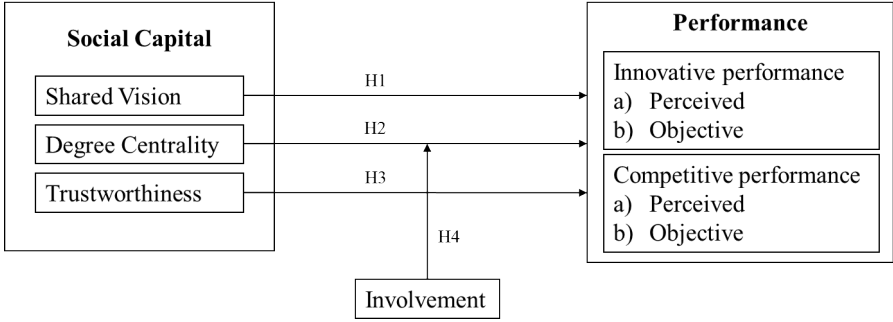 Social Capital
Shared Vision
Degree Centrality
Trustworthiness
H1
H2
H3
H4
Involvement
Performance
Innovative performance
a) Perceived
b) Objective
Competitive performance
a) Perceived
b) Objective